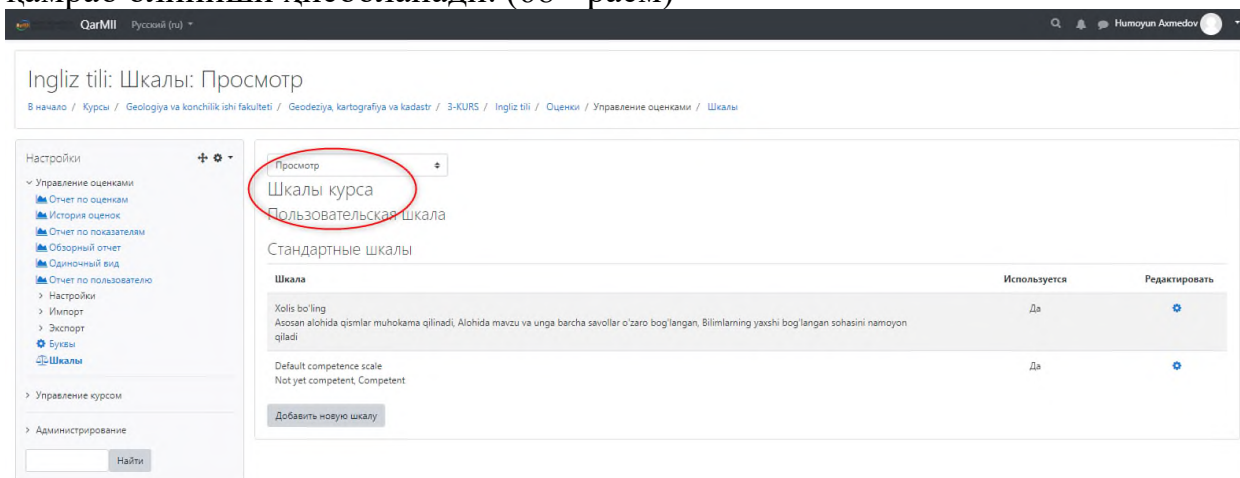 қамраб
QarMII Русский (ru)
Humoyun Axmedov
Ingliz tili: Шкалы: Просмотр
В начало / Курсы / Geologiya va konchilik ishi fakulteti / Geodeziya, kartografiya va kadastr / 3-KURS / Ingliz tili / Оценки / Управление оценками / Шкалы
Настройки
Управление оценками
Отчет по оценкам
История оценок
Отчет по показателям
Обзорный отчет
Одиночный вид
Отчет по пользователю
Настройки
Импорт
Экспорт
Буквы
Шкалы
Управление курсом
Администрирование
Найти
Просмотр
Шкалы курса
Пользовательская шкала
Стандартные шкалы
Шкала Используется Редактировать
Xolis bo'ling Да
Asosan alohida qismlar muhokama qilinadi, Alohida mavzu va unga barcha savollar o'zaro bog'langan, Bilimlarning yaxshi bog'langan sohasini namoyon
qiladi
Default competence scale Да
Not yet competent, Competent
Добавить новую шкалу